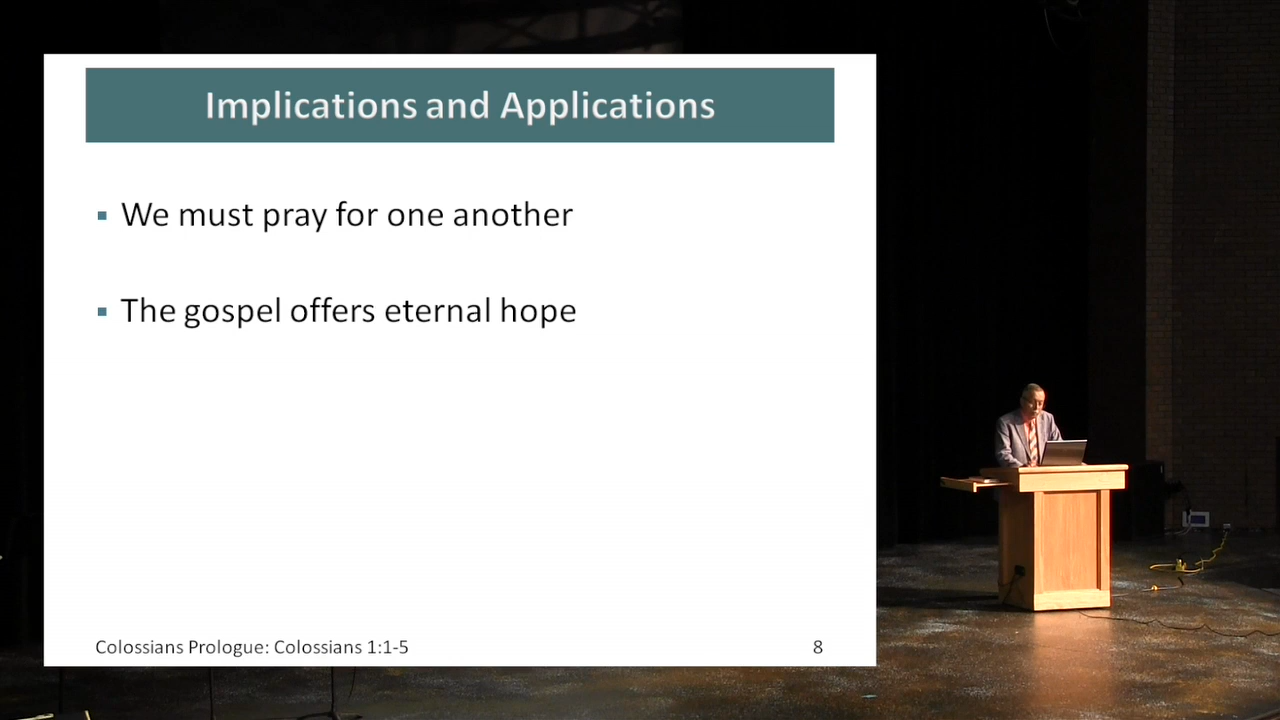 Implications and Applications
We must pray for one another
The gospel offers eternal hope
Colossians Prologue: Colossians 1:1-5
8